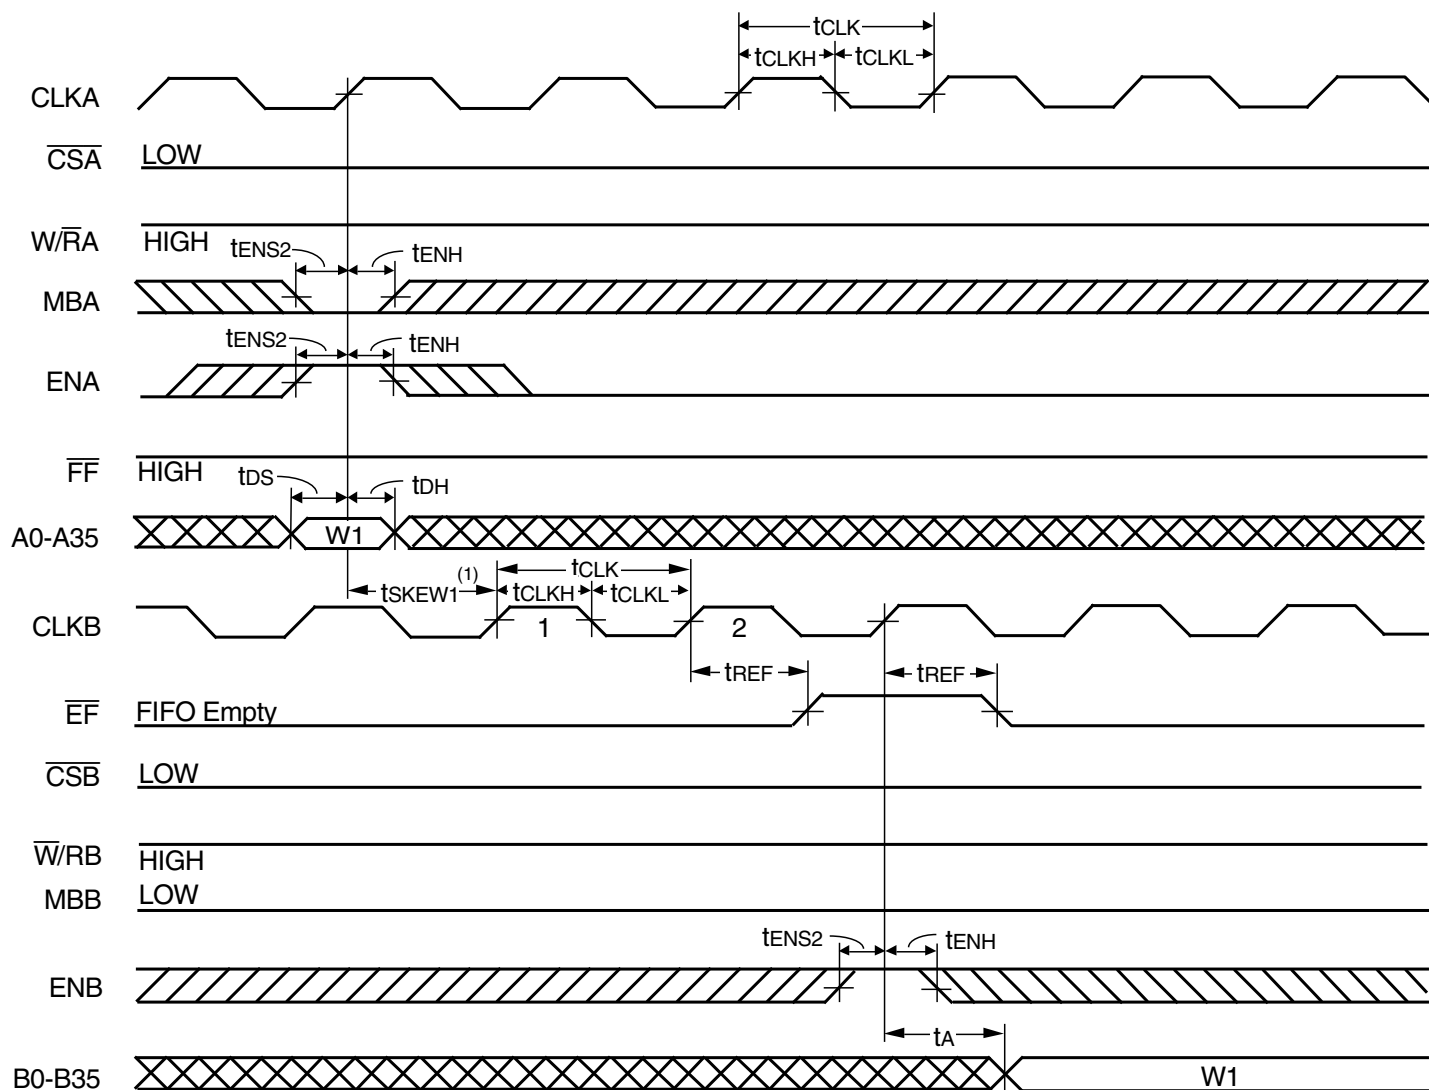 tCLK
tCLKH tCLKL
CLKA
CSA LOW
W/RA HIGH
tENS2 tENH
MBA
tENS2 tENH
ENA
FF HIGH
tDS tDH
A0-A35 W1
tSKEW1(1) tCLK
tCLKH tCLKL
CLKB 1 2
tREF tREF
EF FIFO Empty
CSB LOW
W/RB HIGH
MBB LOW
tENS2 tENH
ENB
tA
B0-B35 W1